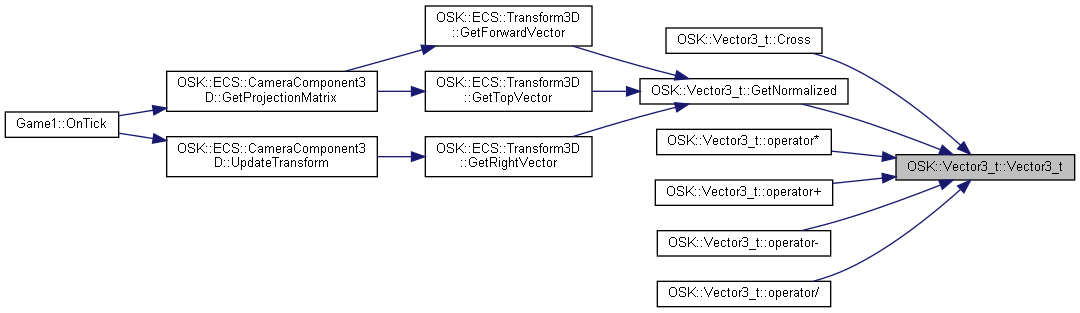 OSK::ECS::Transform3D
::GetForwardVector
OSK::Vector3_t::Cross
OSK::ECS::CameraComponent3
D::GetProjectionMatrix
OSK::ECS::Transform3D
::GetTopVector
OSK::Vector3_t::GetNormalized
Game1::OnTick
OSK::Vector3_t::operator*
OSK::ECS::CameraComponent3
D::UpdateTransform
OSK::ECS::Transform3D
::GetRightVector
OSK::Vector3_t::Vector3_t
OSK::Vector3_t::operator+
OSK::Vector3_t::operator-
OSK::Vector3_t::operator/